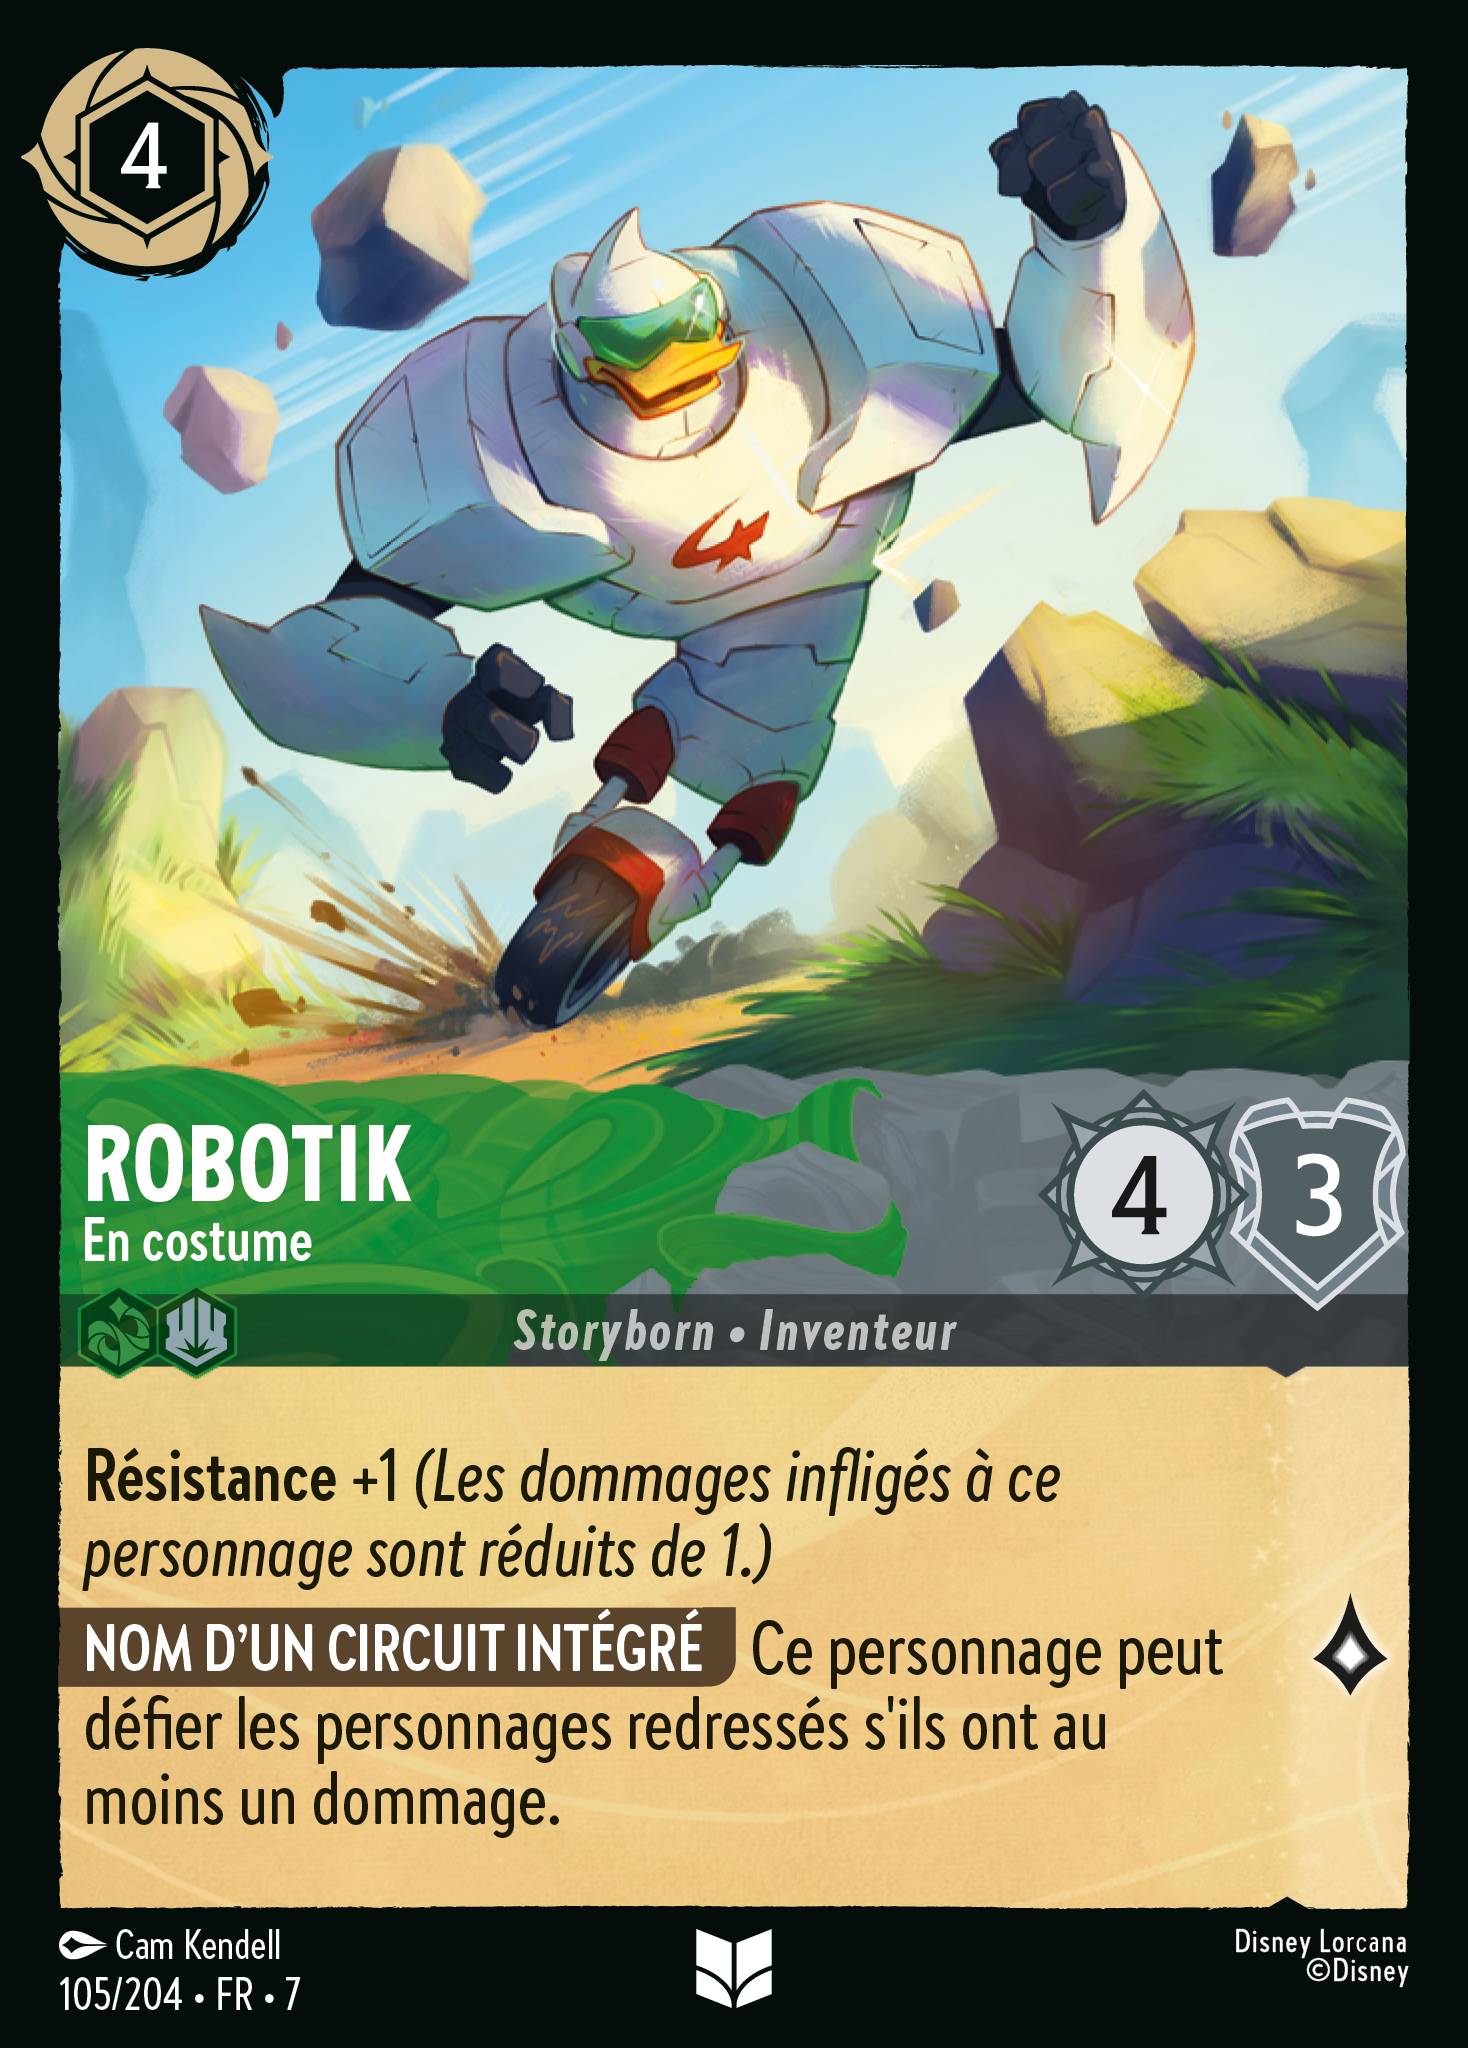 4
ROBOTIK
En costume
4
3
Storyborn • Inventeur
Résistance +1 (Les dommages infligés à ce
personnage sont réduits de 1.)
NOM D’UN CIRCUIT INTÉGRÉ Ce personnage peut
défier les personnages redressés s'ils ont au
moins un dommage.
Cam Kendell
105/204 • FR • 7
Disney Lorcana
©Disney